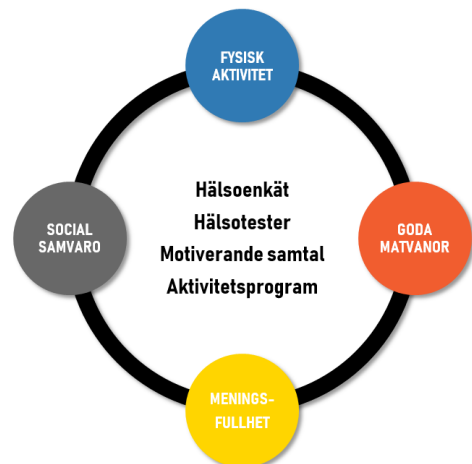 FYSISK
AKTIVITET
SOCIAL
SAMVARO
Hälsoenkät
Hälsotester
Motiverande samtal
Aktivitetsprogram
GODA
MATVANOR
MENINGS-
FULLHET